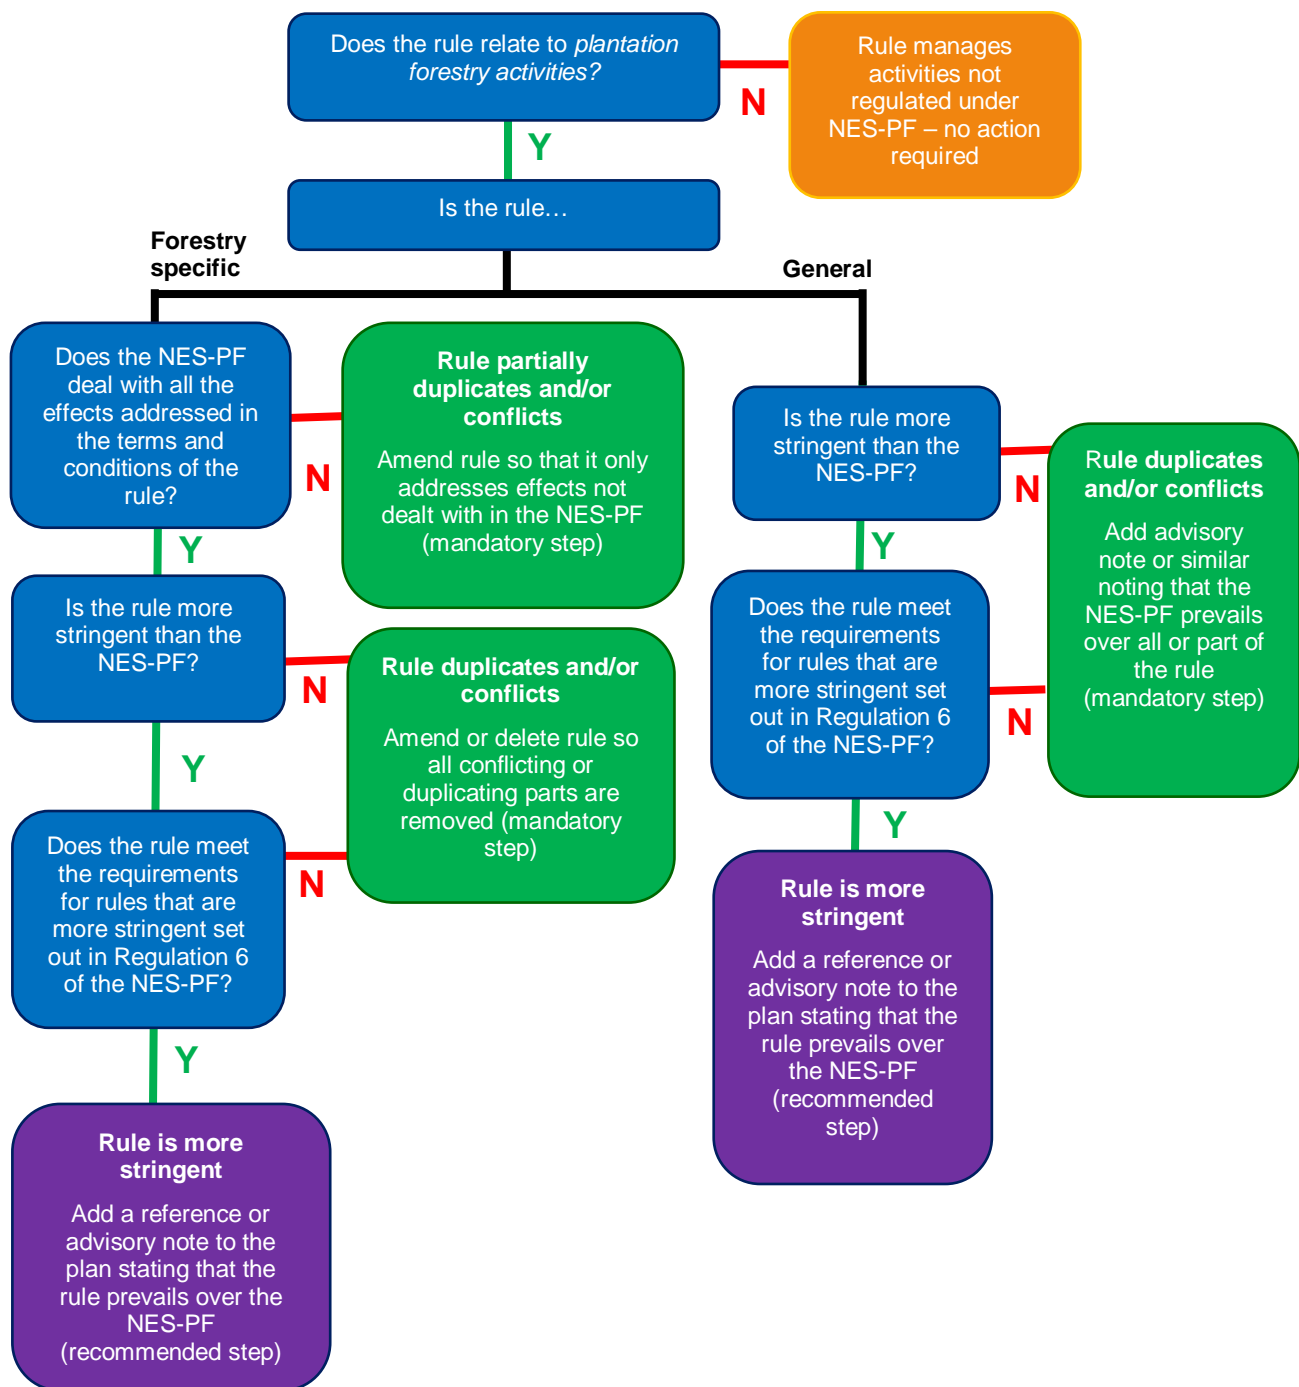 Does the rule relate to plantation
forestry activities?
N
Rule manages
activities not
regulated under
NES-PF – no action
required
Y
Is the rule…
Forestry
specific
General
Does the NES-PF
deal with all the
effects addressed in
the terms and
conditions of the
rule?
N
Rule partially
duplicates and/or
conflicts
Amend rule so that it only
addresses effects not
dealt with in the NES-PF
(mandatory step)
Y
Is the rule more
stringent than the
NES-PF?
N
Rule duplicates and/or
conflicts
Amend or delete rule so
all conflicting or
duplicating parts are
removed (mandatory
step)
Y
Does the rule meet
the requirements
for rules that are
more stringent set
out in Regulation 6
of the NES-PF?
N
Y
Rule is more
stringent
Add a reference or
advisory note to the
plan stating that the
rule prevails over the
NES-PF
(recommended step)
Is the rule more
stringent than the
NES-PF?
N
Rule duplicates
and/or conflicts
Add advisory
note or similar
noting that the
NES-PF prevails
over all or part of
the rule
(mandatory step)
Y
Does the rule meet
the requirements
for rules that are
more stringent set
out in Regulation 6
of the NES-PF?
N
Y
Rule is more
stringent
Add a reference or
advisory note to the
plan stating that the
rule prevails over
the NES-PF
(recommended
step)